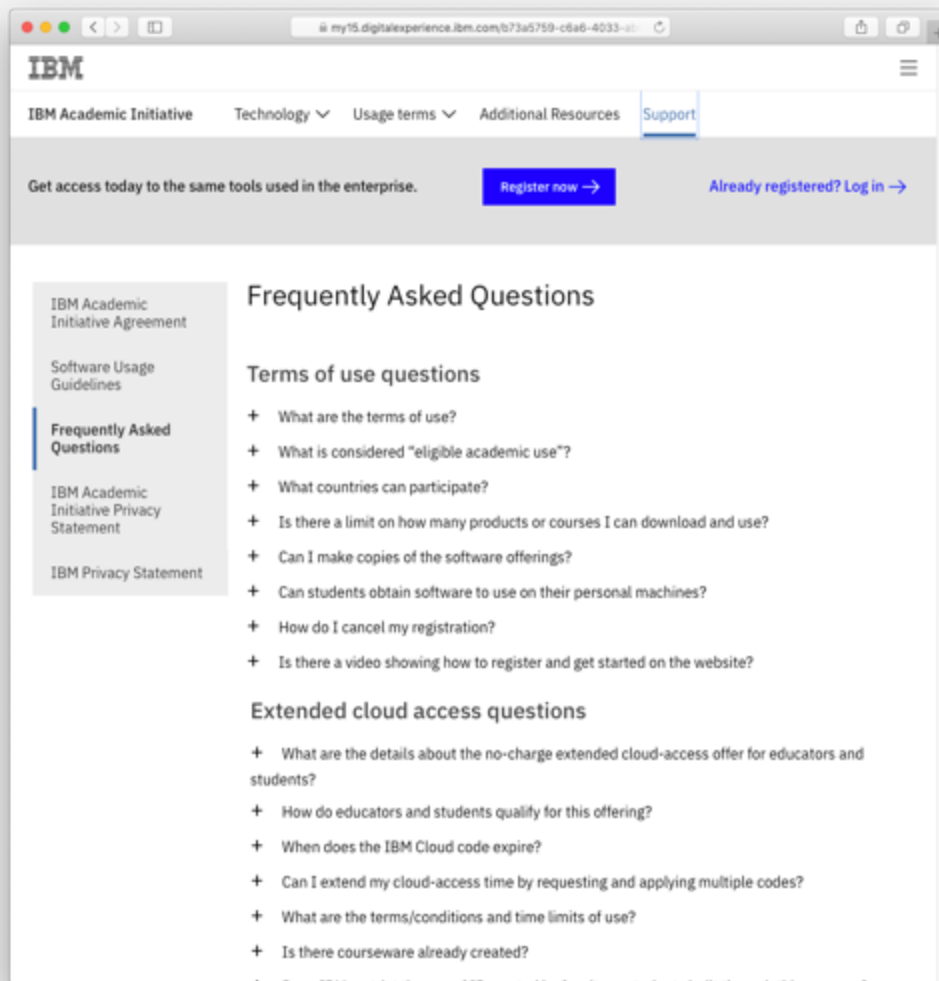 my15.digitalexperience.ibm.com/b73a5759-c6a6-4033-
IBM
IBM Academic Initiative Technology Usage terms Additional Resources Support
Get access today to the same tools used in the enterprise. Register now → Already registered? Log in →
IBM Academic
Initiative Agreement
Software Usage
Guidelines
Frequently Asked
Questions
IBM Academic
Initiative Privacy
Statement
IBM Privacy Statement
Frequently Asked Questions
Terms of use questions
+ What are the terms of use?
+ What is considered “eligible academic use”?
+ What countries can participate?
+ Is there a limit on how many products or courses I can download and use?
+ Can I make copies of the software offerings?
+ Can students obtain software to use on their personal machines?
+ How do I cancel my registration?
+ Is there a video showing how to register and get started on the website?
Extended cloud access questions
+ What are the details about the no-charge extended cloud-access offer for educators and
students?
+ How do educators and students qualify for this offering?
+ When does the IBM Cloud code expire?
+ Can I extend my cloud-access time by requesting and applying multiple codes?
+ What are the terms/conditions and time limits of use?
+ Is there courseware already created?